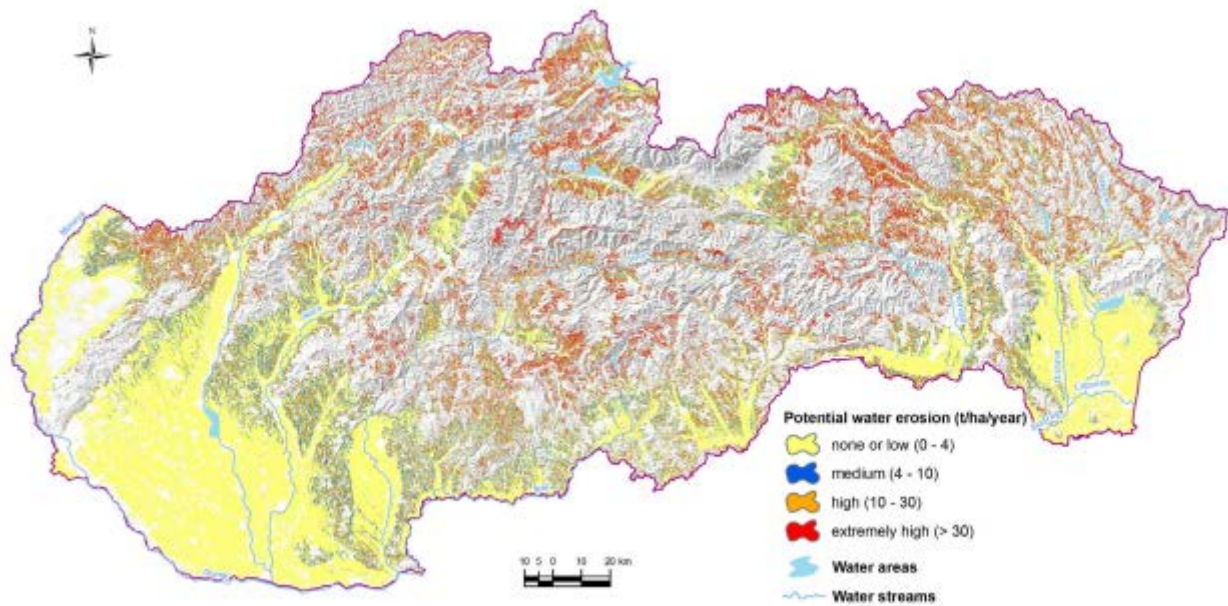 N
Potential water erosion (t/ha/year)
none or low (0 - 4)
medium (4 - 10)
high (10 - 30)
extremely high (> 30)
Water areas
Water streams
10 5 0 10 20 km